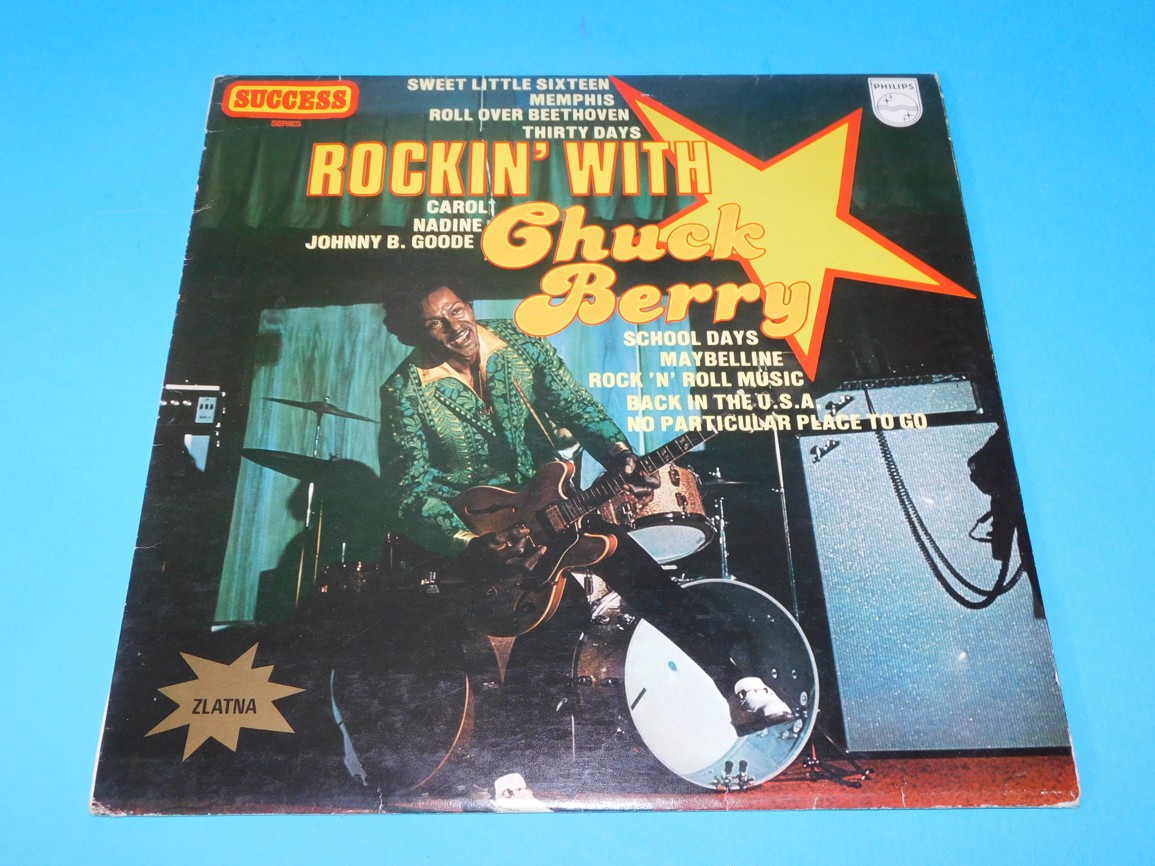 SUCCESS
SERIES
PHILIPS
SWEET LITTLE SIXTEEN
MEMPHIS
ROLL OVER BEETHOVEN
THIRTY DAYS
ROCKIN' WITH
CAROL
NADINE
JOHNNY B. GOODE
Chuck
Berry
SCHOOL DAYS
MAYBELLINE
ROCK 'N' ROLL MUSIC
BACK IN THE U.S.A.
NO PARTICULAR PLACE TO GO
ZLATNA